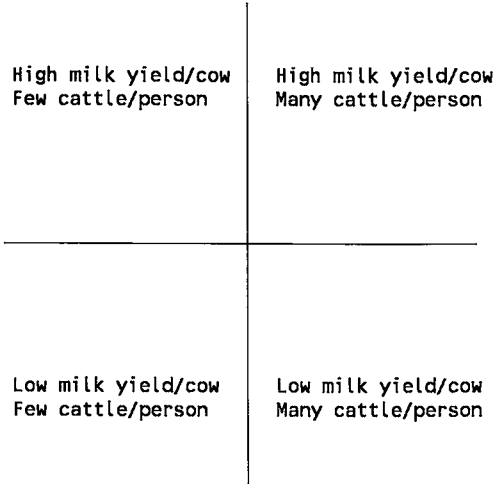 High milk yield/cow
Few cattle/person
High milk yield/cow
Many cattle/person
Low milk yield/cow
Few cattle/person
Low milk yield/cow
Many cattle/person